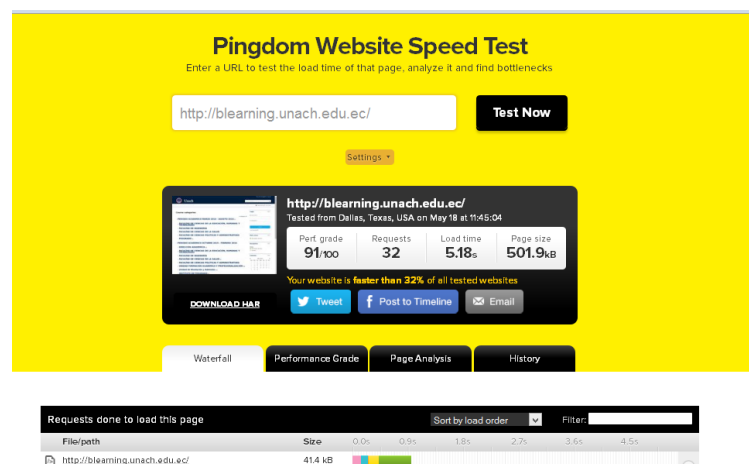 Pingdom Website Speed Test
Enter a URL to test the load time of that page, analyze it and find bottlenecks
http://blearning.unach.edu.ec/
Test Now
Settings
http://blearning.unach.edu.ec/
Tested from Dallas, Texas, USA on May 18 at 11:45:04
Perf. grade Requests Load time Page size
91/100 32 5.18s 501.9kB
Your website is faster than 32% of all tested websites
DOWNLOAD HAR
Tweet Post to Timeline Email
Waterfall Performance Grade Page Analysis History
Requests done to load this page Sort by load order Filter:
File/path Size 0.0s 0.9s 1.8s 2.7s 3.6s 4.5s
http://blearning.unach.edu.ec/ 41.4 kB